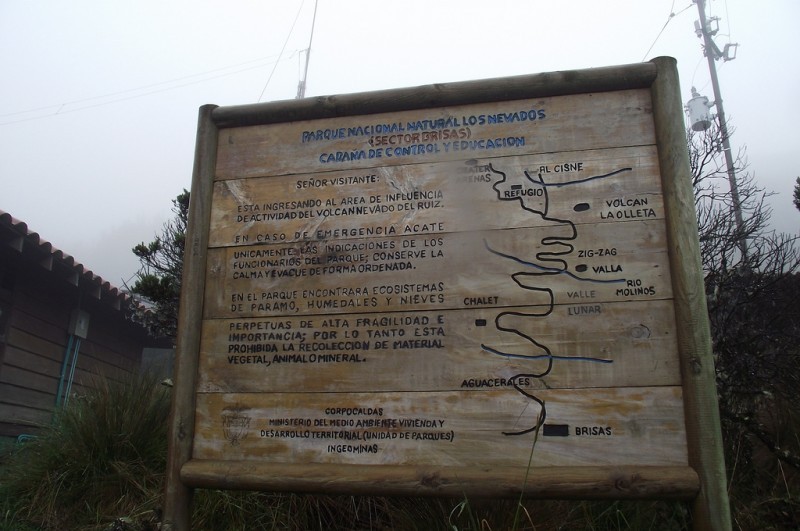 PARQUE NACIONAL NATURAL LOS NEVADOS
(SECTOR BRISAS)
CABAÑA DE CONTROL Y EDUCACION
SEÑOR VISITANTE:
ESTA INGRESANDO AL AREA DE INFLUENCIA
DE ACTIVIDAD DEL VOLCAN NEVADO DEL RUIZ.
EN CASO DE EMERGENCIA ACATE
UNICAMENTE LAS INDICACIONES DE LOS
FUNCIONARIOS DEL PARQUE; CONSERVE LA
CALMA Y EVACUE DE FORMA ORDENADA.
EN EL PARQUE ENCONTRARA ECOSISTEMAS
DE PARAMO, HUMEDALES Y NIEVES
PERPETUAS DE ALTA FRAGILIDAD E
IMPORTANCIA; POR LO TANTO ESTA
PROHIBIDA LA RECOLECCION DE MATERIAL
VEGETAL, ANIMAL O MINERAL.
CORPOCALDAS
MINISTERIO DEL MEDIO AMBIENTE VIVIENDA Y
DESARROLLO TERRITORIAL (UNIDAD DE PARQUES)
INGEOMINAS
AL CISNE
REFUGIO
VOLCAN
LA OLLETA
ZIG-ZAG
VALLA
RIO
MOLINOS
VALLE
LUNAR
CHALET
AGUACERALES
BRISAS